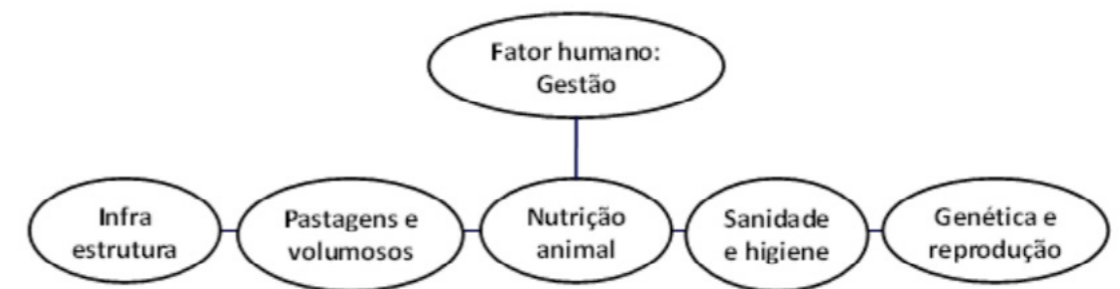 Fator humano:
Gestão
Infra
estrutura
Pastagens e
volumosos
Nutrição
animal
Sanidade
e higiene
Genética e
reprodução